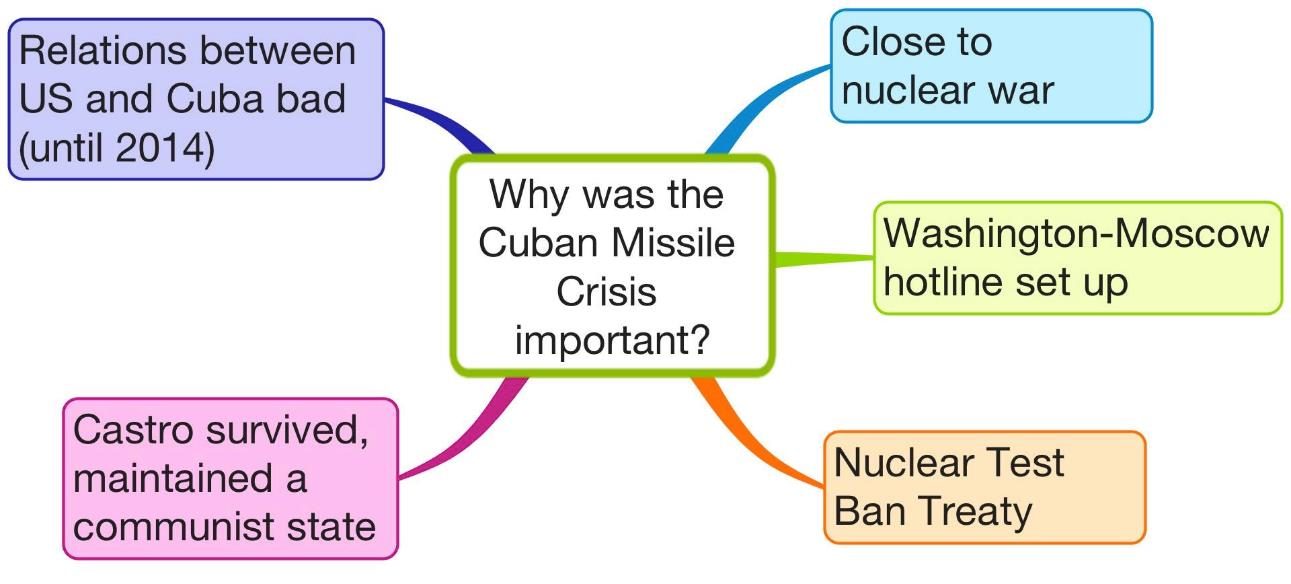 Relations between
US and Cuba bad
(until 2014)
Close to
nuclear war
Why was the
Cuban Missile
Crisis
important?
Washington-Moscow
hotline set up
Castro survived,
maintained a
communist state
Nuclear Test
Ban Treaty